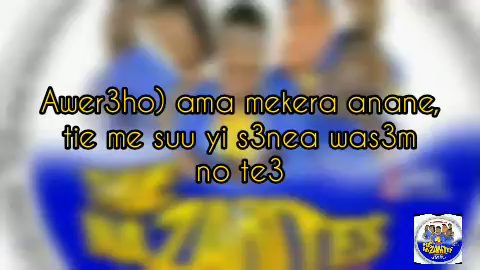 Awer3ho) ama mekera anane,
tie me suu yi s3nea was3m
no te3